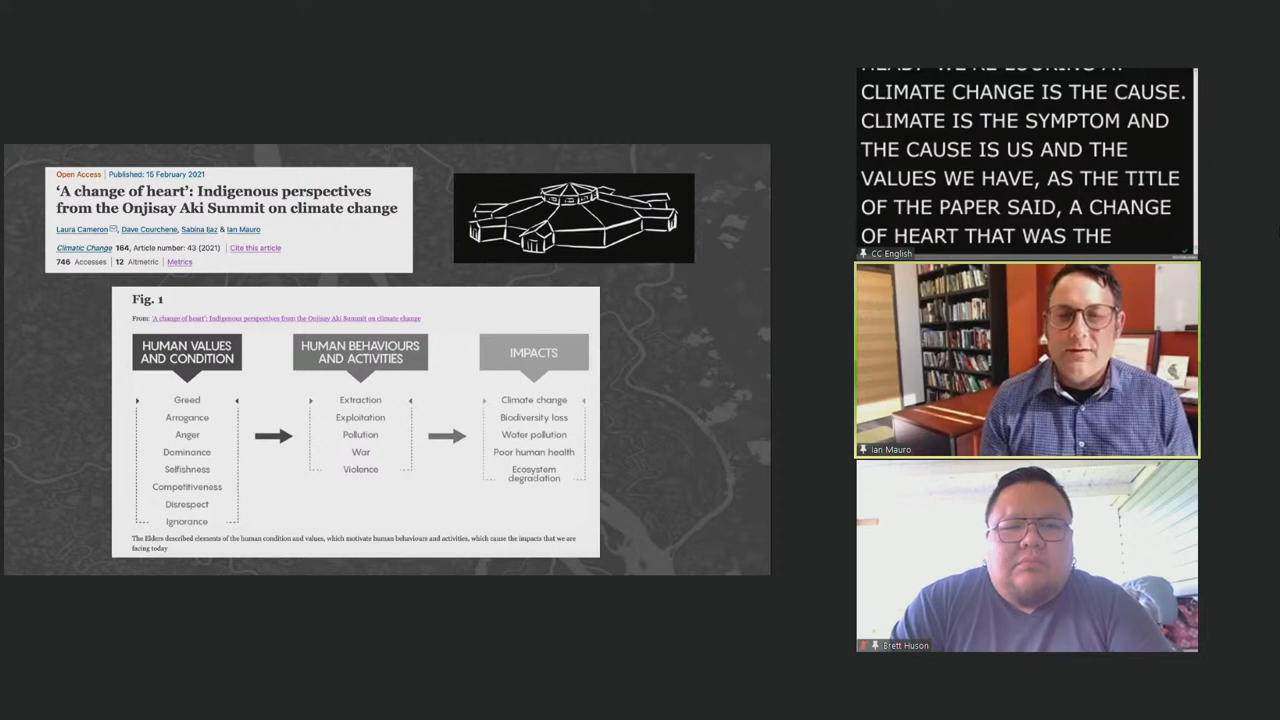 Open Access | Published: 15 February 2021
‘A change of heart’: Indigenous perspectives
from the Onjisay Aki Summit on climate change
Laura Cameron, Dave Courchene, Sabina Ijaz & Ian Mauro
Climatic Change 164, Article number: 43 (2021) | Cite this article
746 Accesses | 12 Altmetric | Metrics
Fig. 1
From: ‘A change of heart’: Indigenous perspectives from the Onjisay Aki Summit on climate change
HUMAN VALUES
AND CONDITION
Greed
Arrogance
Anger
Dominance
Selfishness
Competitiveness
Disrespect
Ignorance
HUMAN BEHAVIOURS
AND ACTIVITIES
Extraction
Exploitation
Pollution
War
Violence
IMPACTS
Climate change
Biodiversity loss
Water pollution
Poor human health
Ecosystem
degradation
The Elders described elements of the human condition and values, which motivate human behaviours and activities, which cause the impacts that we are
facing today
HEAD. WE'RE LOOKING AT
CLIMATE CHANGE IS THE CAUSE.
CLIMATE IS THE SYMPTOM AND
THE CAUSE IS US AND THE
VALUES WE HAVE, AS THE TITLE
OF THE PAPER SAID, A CHANGE
OF HEART THAT WAS THE
CC English
Ian Mauro
Brett Huson